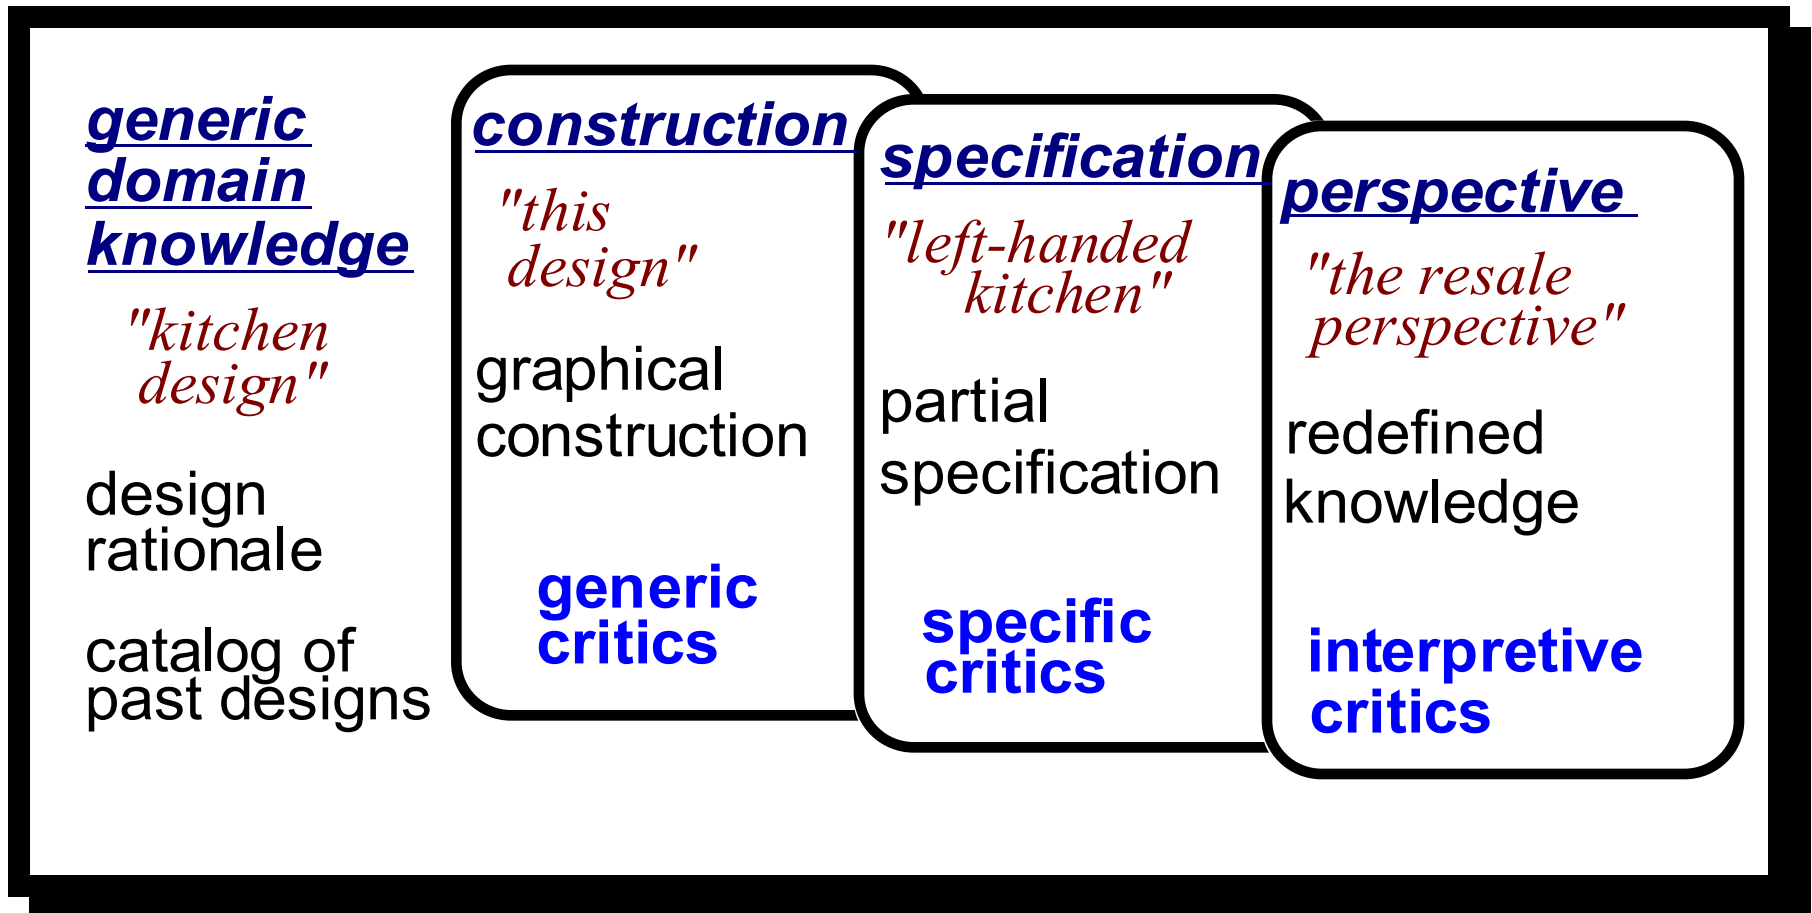 generic
domain
knowledge
"kitchen
design"
design
rationale
catalog of
past designs
construction
"this
design"
graphical
construction
generic
critics
specification
"left-handed
kitchen"
partial
specification
specific
critics
perspective
"the resale
perspective"
redefined
knowledge
interpretive
critics